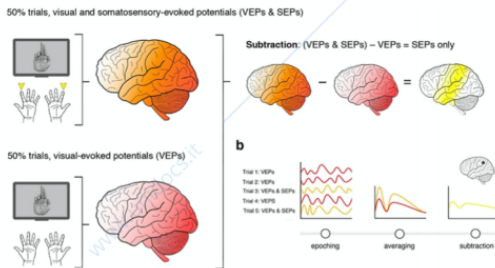 50% trials, visual and somatosensory-evoked potentials (VEPs & SEPs)
Subtraction: (VEPs & SEPs) – VEPs = SEPs only
–
=
50% trials, visual-evoked potentials (VEPs)
b
Trial 1: VEPs
Trial 2: VEPs
Trial 3: VEPs & SEPs
Trial 4: VEPS
Trial 5: VEPs & SEPs
epoching
averaging
subtraction